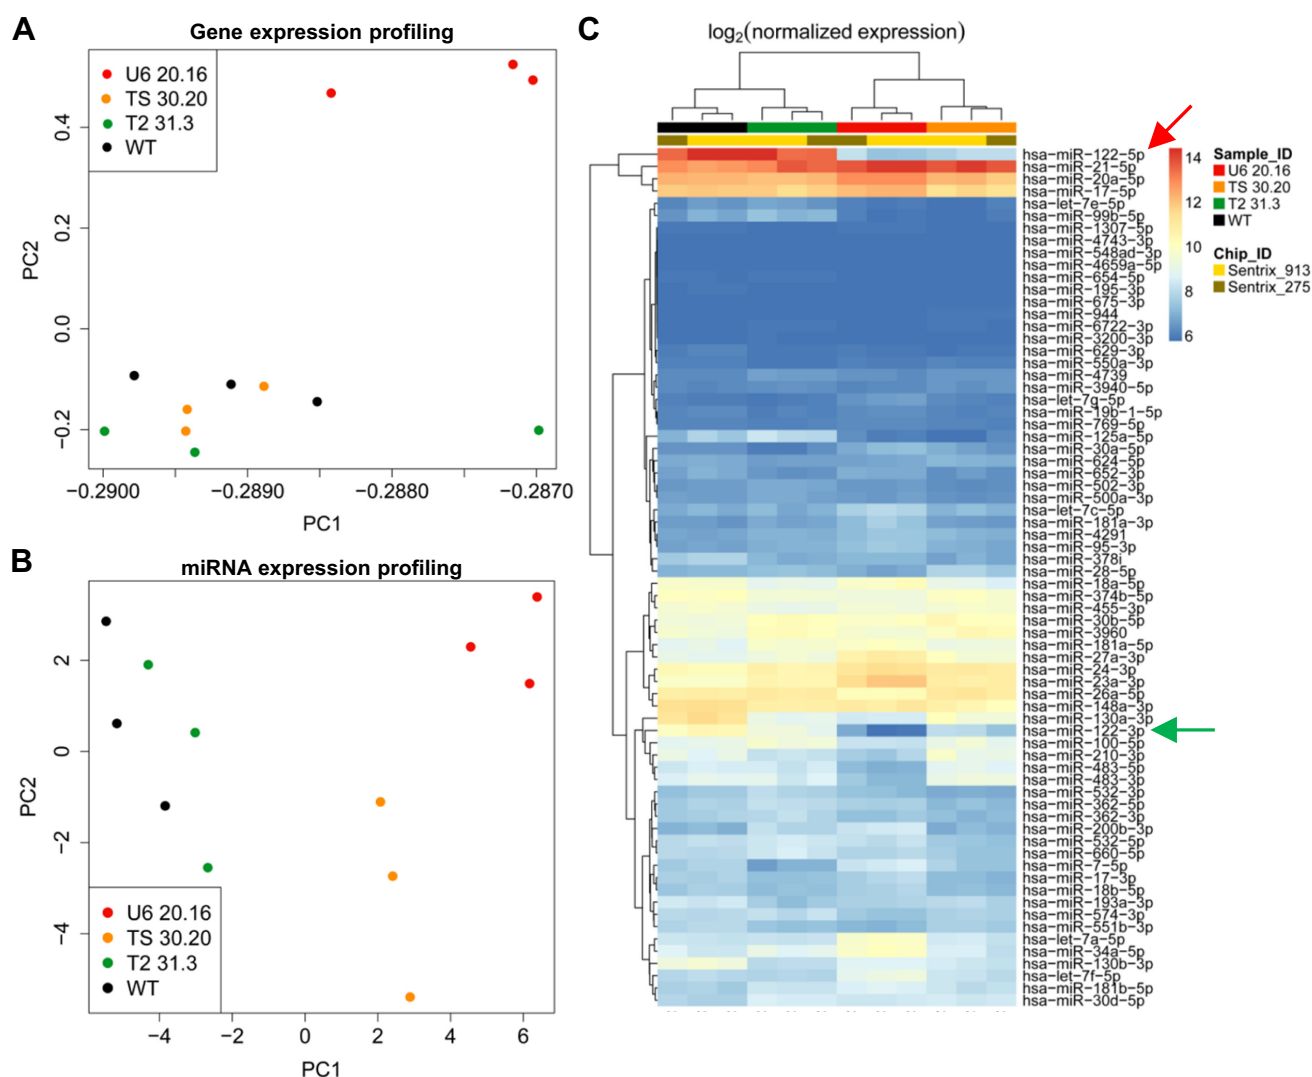 A
Gene expression profiling
U6 20.16
TS 30.20
T2 31.3
WT
0.4
0.2
0.0
−0.2
PC2
−0.2900
−0.2890
−0.2880
−0.2870
PC1
B
miRNA expression profiling
2
0
−2
−4
PC2
U6 20.16
TS 30.20
T2 31.3
WT
−4
−2
0
2
4
6
PC1
C
log2(normalized expression)
hsa−miR−122−5p
hsa−miR−21−5p
hsa−miR−20a−5p
hsa−miR−17−5p
hsa−let−7e−5p
hsa−miR−99b−5p
hsa−miR−1307−5p
hsa−miR−4743−3p
hsa−miR−548ad−3p
hsa−miR−4659a−5p
hsa−miR−654−5p
hsa−miR−195−3p
hsa−miR−675−3p
hsa−miR−944
hsa−miR−6722−3p
hsa−miR−3200−3p
hsa−miR−629−3p
hsa−miR−550a−3p
hsa−miR−4739
hsa−miR−3940−5p
hsa−let−7g−5p
hsa−miR−19b−1−5p
hsa−miR−769−5p
hsa−miR−125a−5p
hsa−miR−30a−5p
hsa−miR−624−5p
hsa−miR−652−3p
hsa−miR−502−3p
hsa−miR−500a−3p
hsa−let−7c−5p
hsa−miR−181a−3p
hsa−miR−4291
hsa−miR−95−3p
hsa−miR−378i
hsa−miR−28−5p
hsa−miR−18a−5p
hsa−miR−374b−5p
hsa−miR−455−3p
hsa−miR−30b−5p
hsa−miR−3960
hsa−miR−181a−5p
hsa−miR−27a−3p
hsa−miR−24−3p
hsa−miR−23a−3p
hsa−miR−26a−5p
hsa−miR−148a−3p
hsa−miR−130a−3p
hsa−miR−122−3p
hsa−miR−100−5p
hsa−miR−210−3p
hsa−miR−483−5p
hsa−miR−483−3p
hsa−miR−532−3p
hsa−miR−362−5p
hsa−miR−362−3p
hsa−miR−200b−3p
hsa−miR−532−5p
hsa−miR−660−5p
hsa−miR−7−5p
hsa−miR−17−3p
hsa−miR−18b−5p
hsa−miR−193a−3p
hsa−miR−574−3p
hsa−miR−551b−3p
hsa−let−7a−5p
hsa−miR−34a−5p
hsa−miR−130b−3p
hsa−let−7f−5p
hsa−miR−181b−5p
hsa−miR−30d−5p
14
12
10
8
6
Sample_ID
U6 20.16
TS 30.20
T2 31.3
WT
Chip_ID
Sentrix_913
Sentrix_275